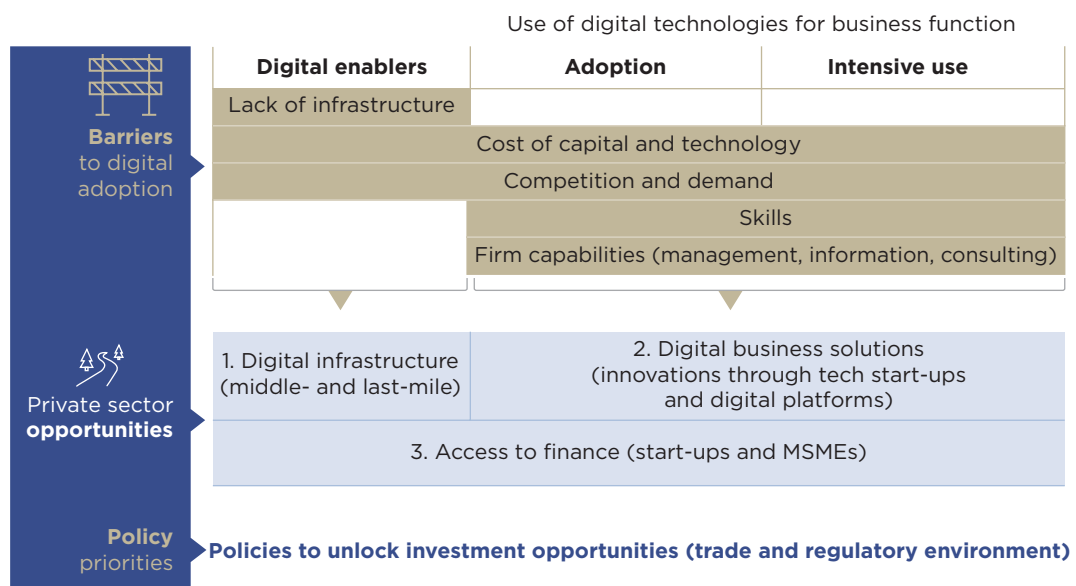 Use of digital technologies for business function
Digital enablers
Adoption
Intensive use
Barriers
to digital
adoption
Lack of infrastructure
Cost of capital and technology
Competition and demand
Skills
Firm capabilities (management, information, consulting)
Private sector
opportunities
1. Digital infrastructure
(middle- and last-mile)
2. Digital business solutions
(innovations through tech start-ups
and digital platforms)
3. Access to finance (start-ups and MSMEs)
Policy
priorities
Policies to unlock investment opportunities (trade and regulatory environment)